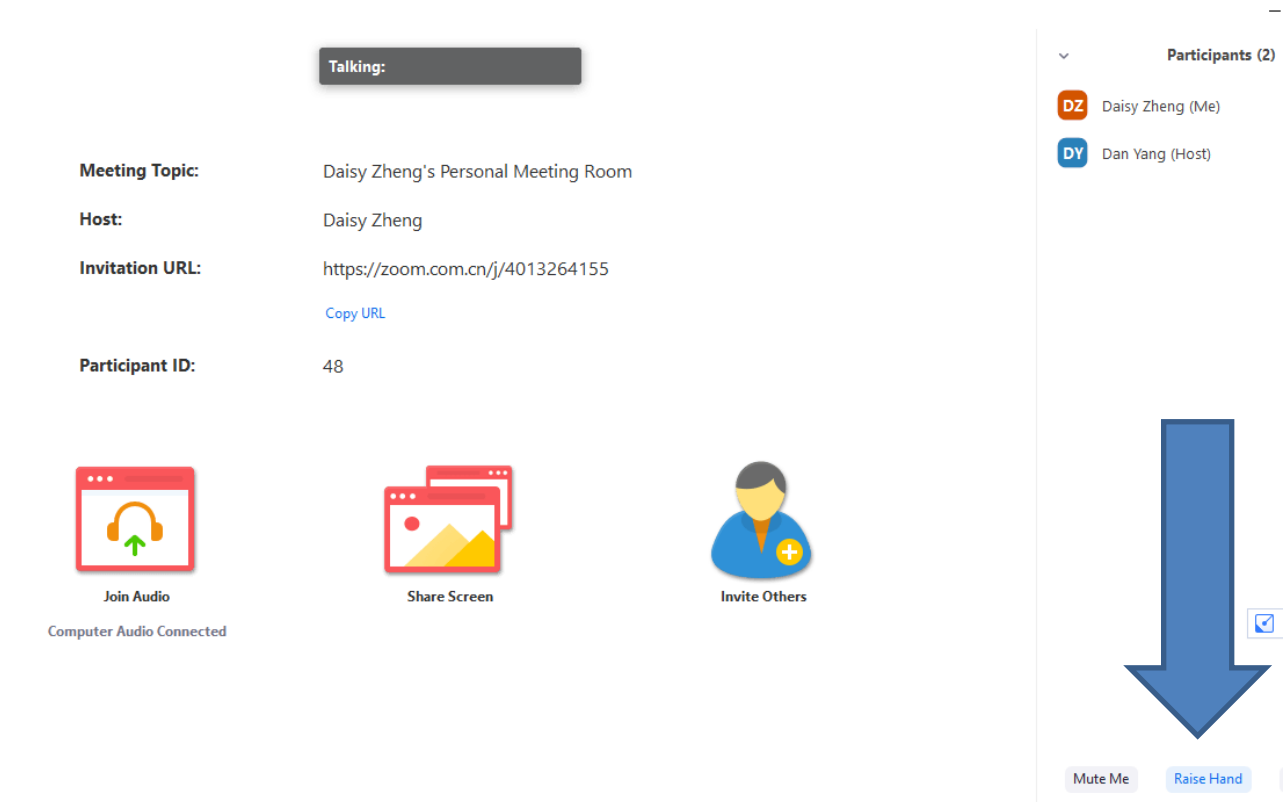 Talking:
Participants (2)
DZ Daisy Zheng (Me)
DY Dan Yang (Host)
Meeting Topic: Daisy Zheng's Personal Meeting Room
Host: Daisy Zheng
Invitation URL: https://zoom.com.cn/j/4013264155
Copy URL
Participant ID: 48
Join Audio Share Screen Invite Others
Computer Audio Connected
Mute Me Raise Hand